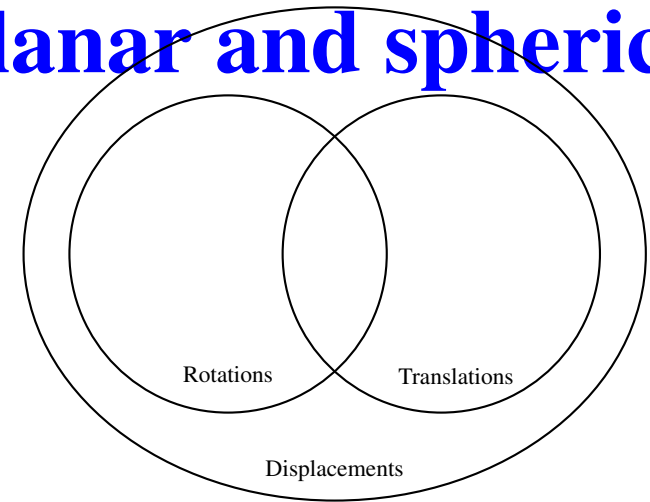 lanar and spheric
Rotations
Translations
Displacements